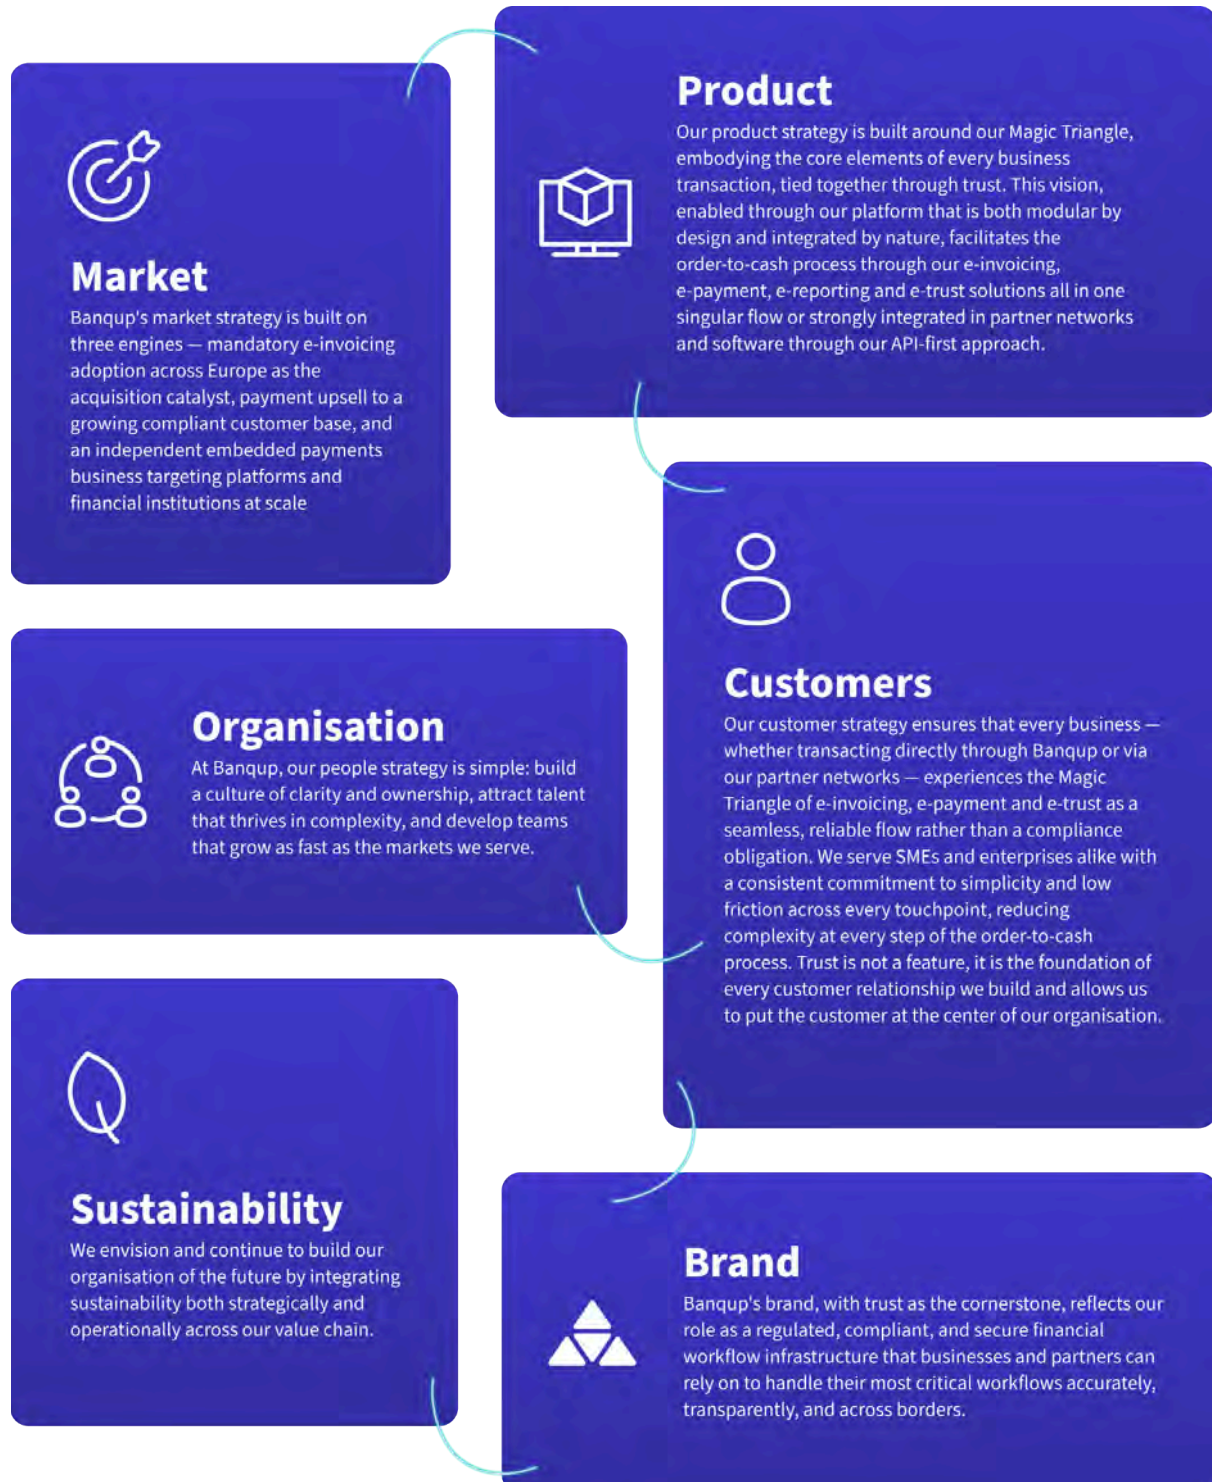 Market
Banqup's market strategy is built on
three engines — mandatory e-invoicing
adoption across Europe as the
acquisition catalyst, payment upsell to a
growing compliant customer base, and
an independent embedded payments
business targeting platforms and
financial institutions at scale
Product
Our product strategy is built around our Magic Triangle,
embodying the core elements of every business
transaction, tied together through trust. This vision,
enabled through our platform that is both modular by
design and integrated by nature, facilitates the
order-to-cash process through our e-invoicing,
e-payment, e-reporting and e-trust solutions all in one
singular flow or strongly integrated in partner networks
and software through our API-first approach.
Customers
Our customer strategy ensures that every business —
whether transacting directly through Banqup or via
our partner networks — experiences the Magic
Triangle of e-invoicing, e-payment and e-trust as a
seamless, reliable flow rather than a compliance
obligation. We serve SMEs and enterprises alike with
a consistent commitment to simplicity and low
friction across every touchpoint, reducing
complexity at every step of the order-to-cash
process. Trust is not a feature, it is the foundation of
every customer relationship we build and allows us
to put the customer at the center of our organisation.
Organisation
At Banqup, our people strategy is simple: build
a culture of clarity and ownership, attract talent
that thrives in complexity, and develop teams
that grow as fast as the markets we serve.
Sustainability
We envision and continue to build our
organisation of the future by integrating
sustainability both strategically and
operationally across our value chain.
Brand
Banqup's brand, with trust as the cornerstone, reflects our
role as a regulated, compliant, and secure financial
workflow infrastructure that businesses and partners can
rely on to handle their most critical workflows accurately,
transparently, and across borders.